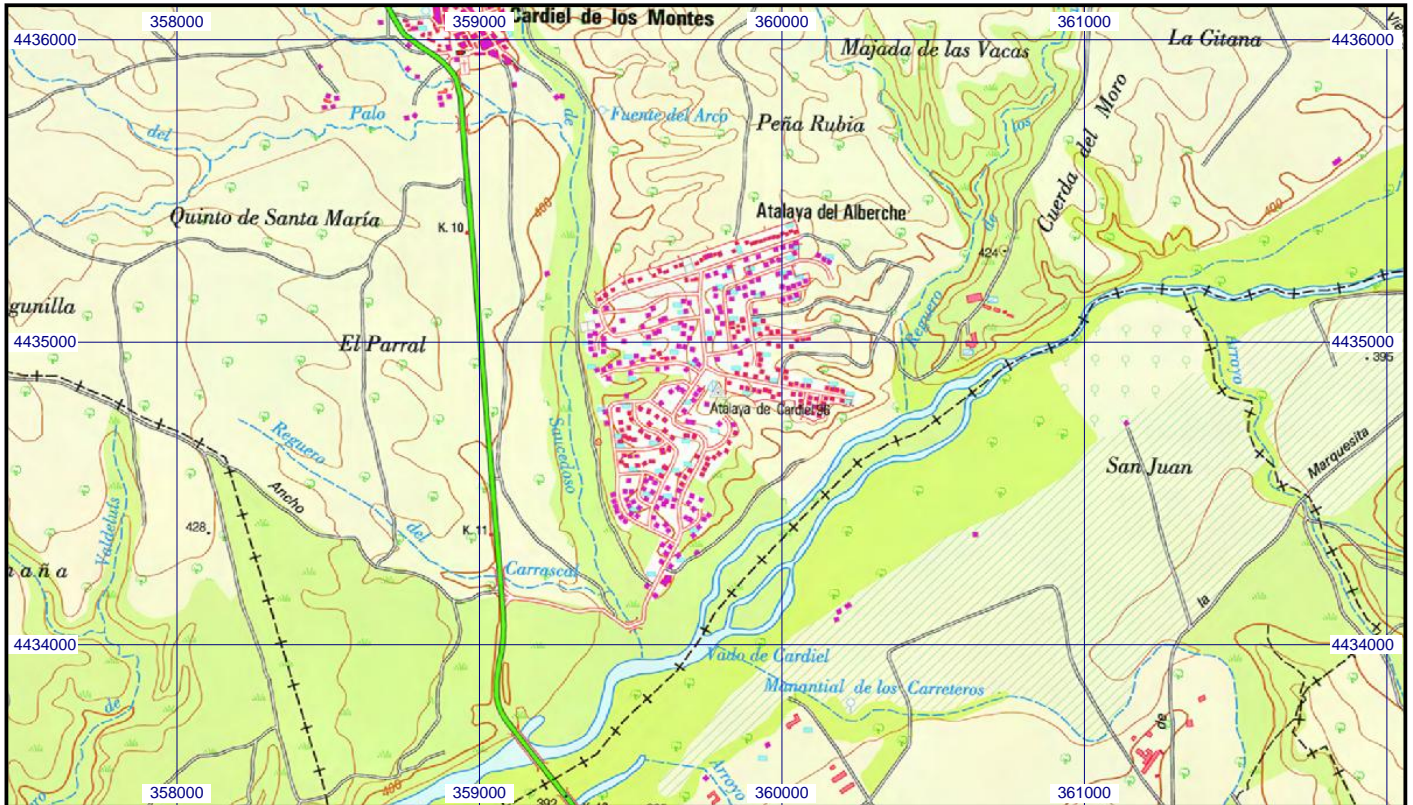 358000
359000
Cardiel de los Montes
360000
361000
4436000
Majada de las Vacas
La Gitana
4436000
del
Palo
de
Fuente del Arco
Peña Rubia
los
Cuerda del Moro
Quinto de Santa María
400
Atalaya del Alberche
400
K. 10
de
424
gunilla
Reguero
El Parral
4435000
4435000
Arroyo
395
Atalaya de Cardiel
Reguero
Saucedoso
San Juan
Marquesita
Ancho
Valdeluis
428
del
K. 11
Carrascal
aña
la
4434000
4434000
Vado de Cardiel
Manantial de los Carreteros
de
de
Arroyo
400
392
358000
359000
360000
361000